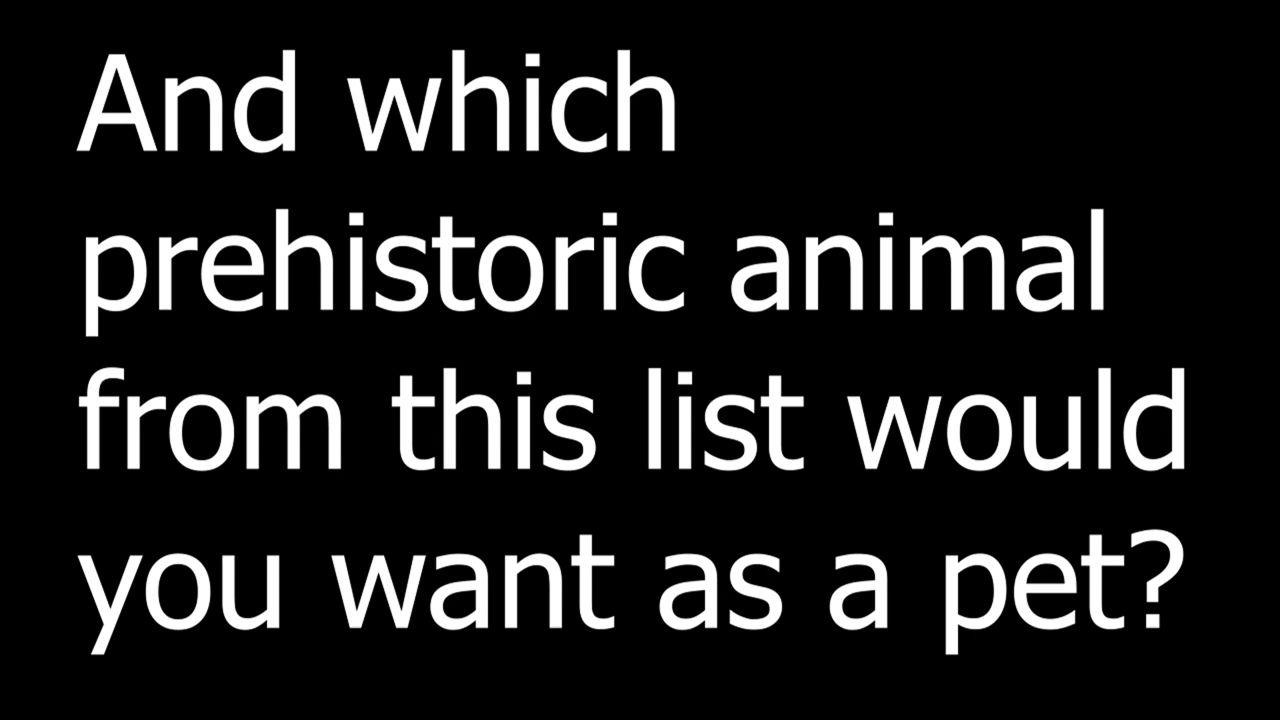 And which
prehistoric animal
from this list would
you want as a pet?